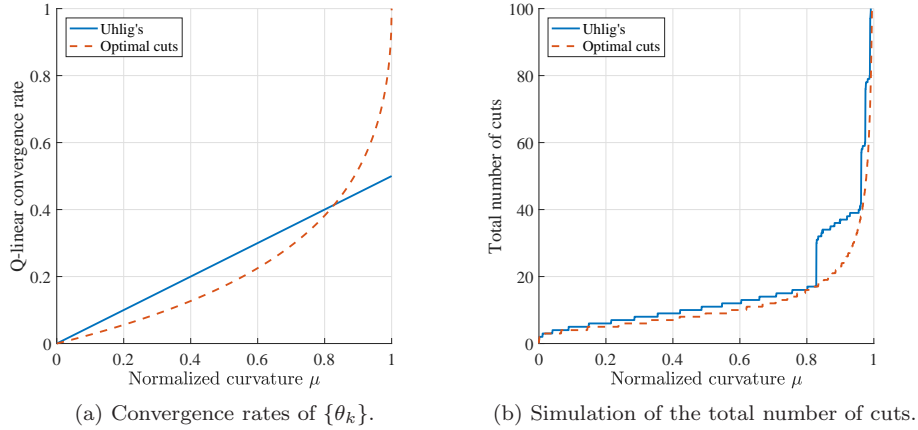 Uhlig's
Optimal cuts
Q-linear convergence rate
1
0.8
0.6
0.4
0.2
0
0 0.2 0.4 0.6 0.8 1
Normalized curvature μ
(a) Convergence rates of {θₖ}.
Uhlig's
Optimal cuts
Total number of cuts
100
80
60
40
20
0
0 0.2 0.4 0.6 0.8 1
Normalized curvature μ
(b) Simulation of the total number of cuts.